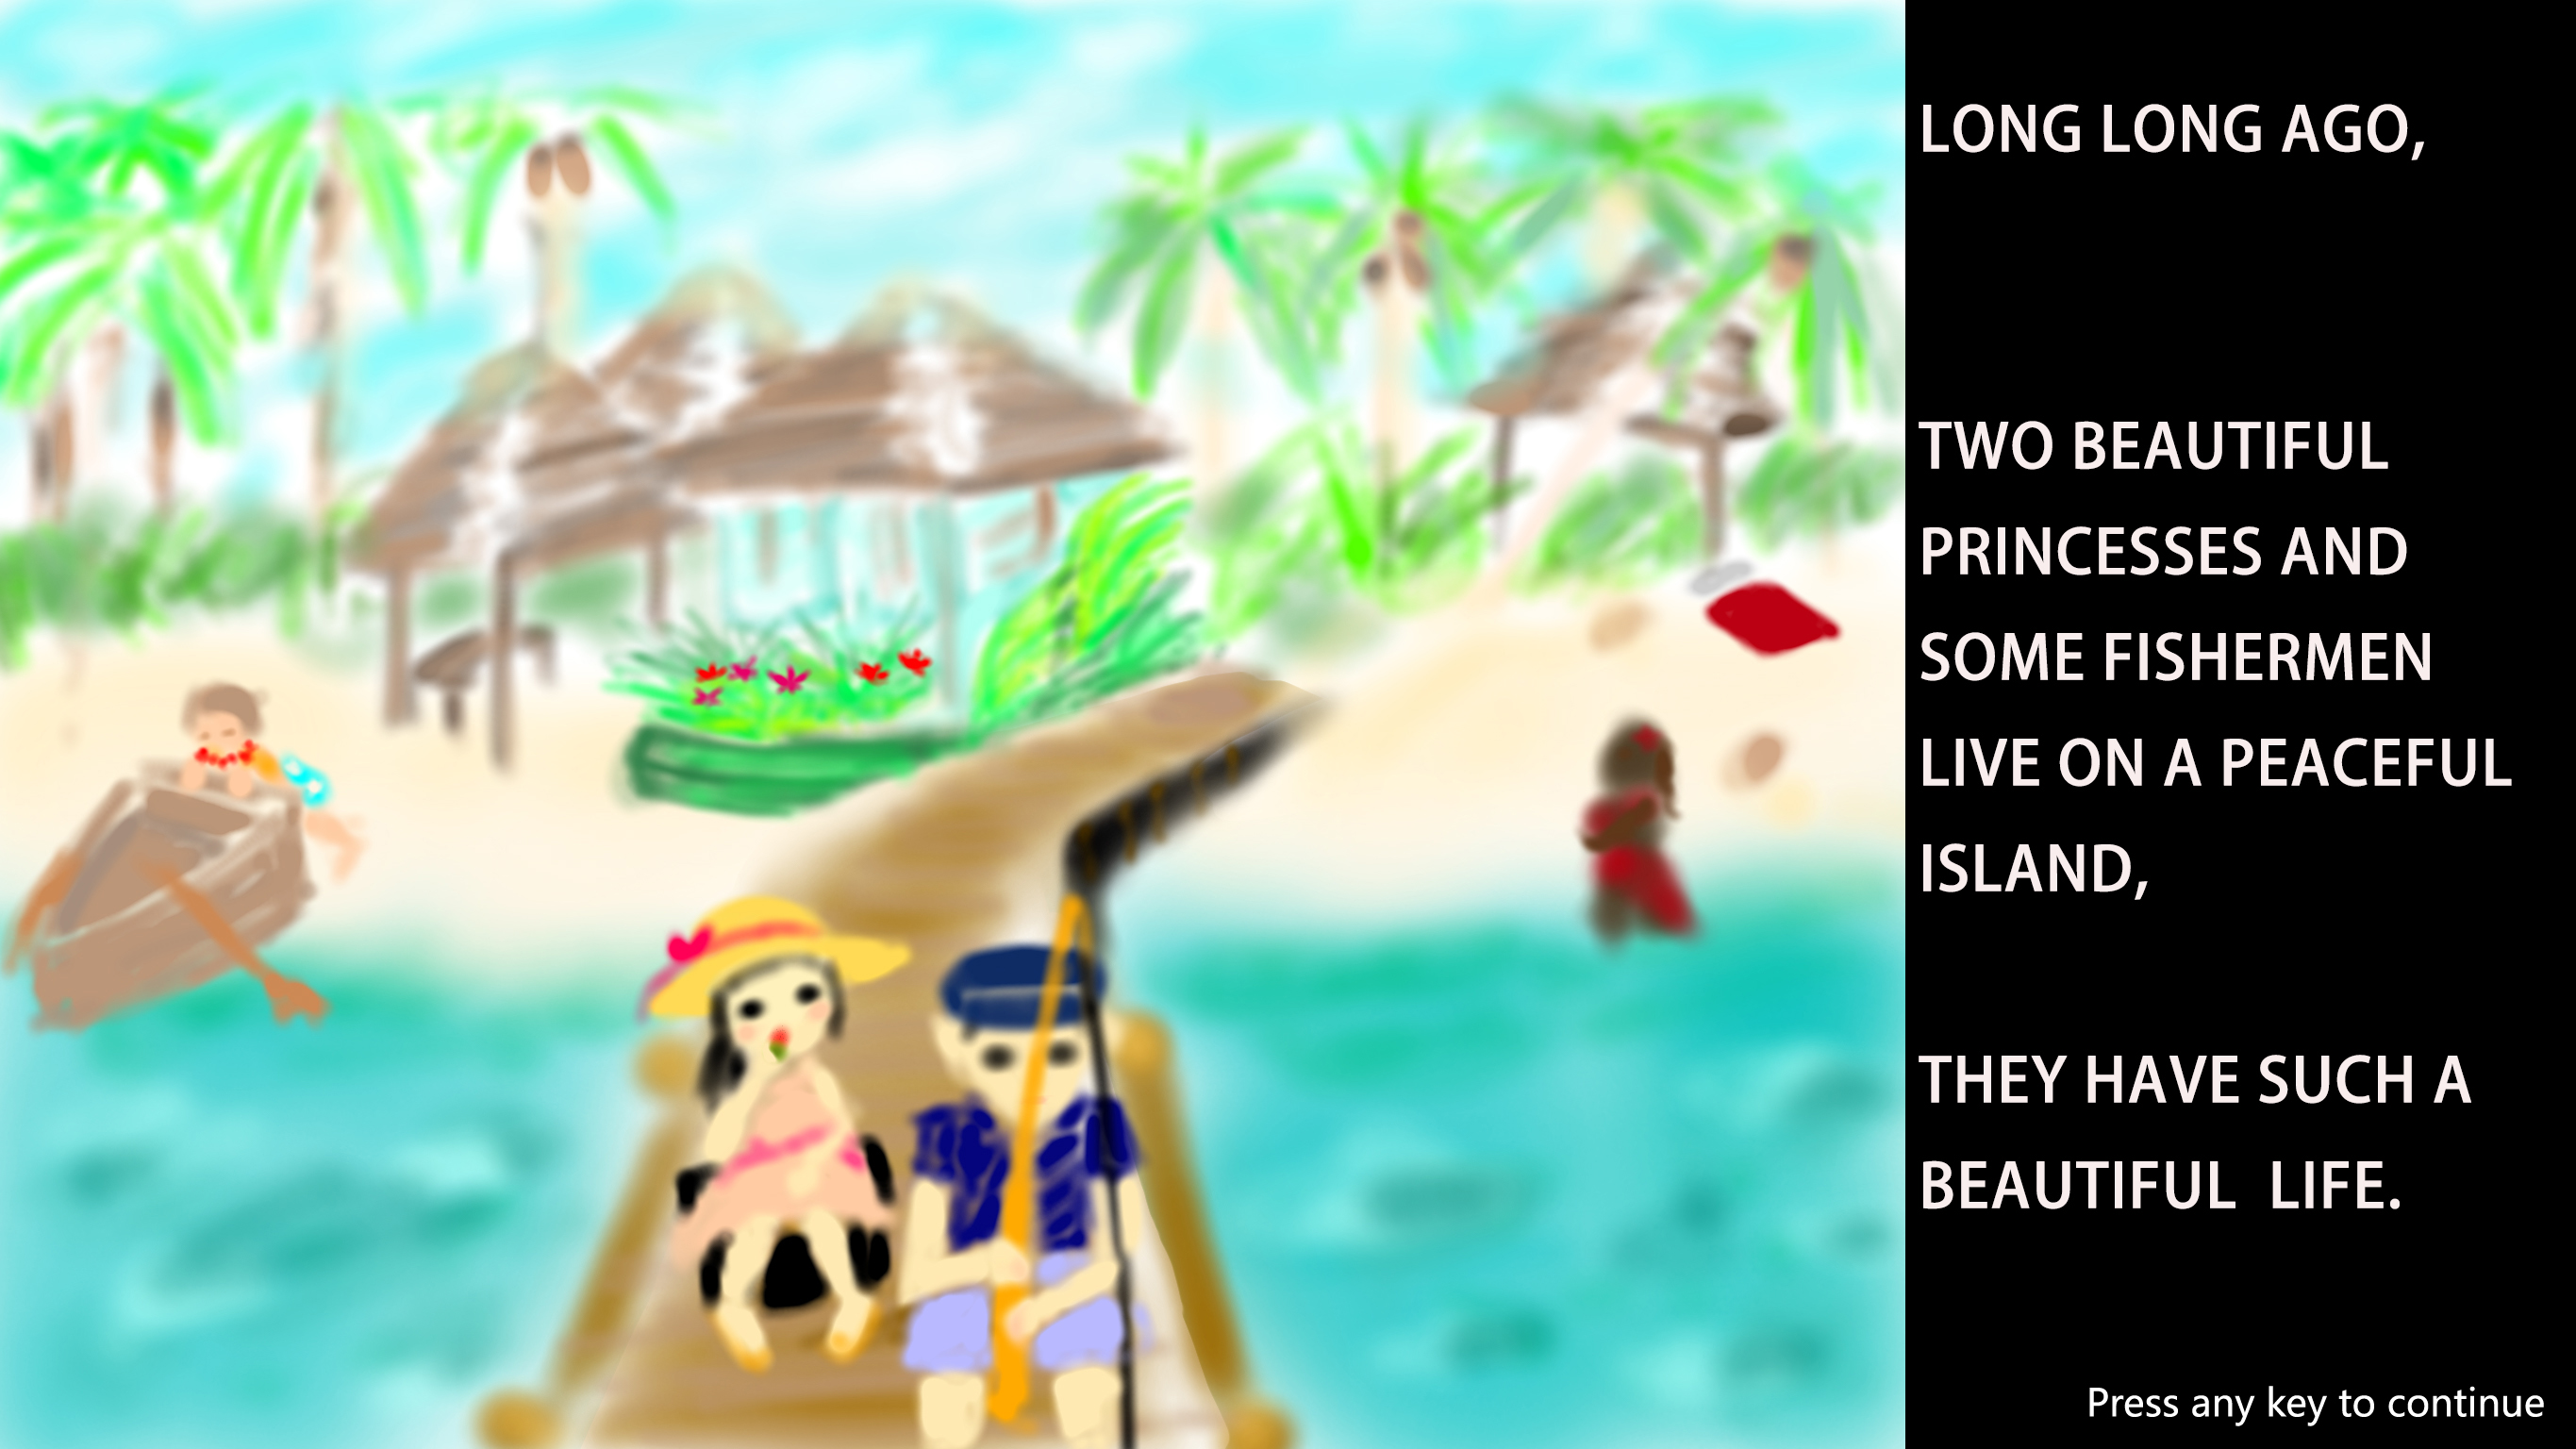 LONG LONG AGO,
TWO BEAUTIFUL
PRINCESSES AND
SOME FISHERMEN
LIVE ON A PEACEFUL
ISLAND,
THEY HAVE SUCH A
BEAUTIFUL  LIFE.
Press any key to continue